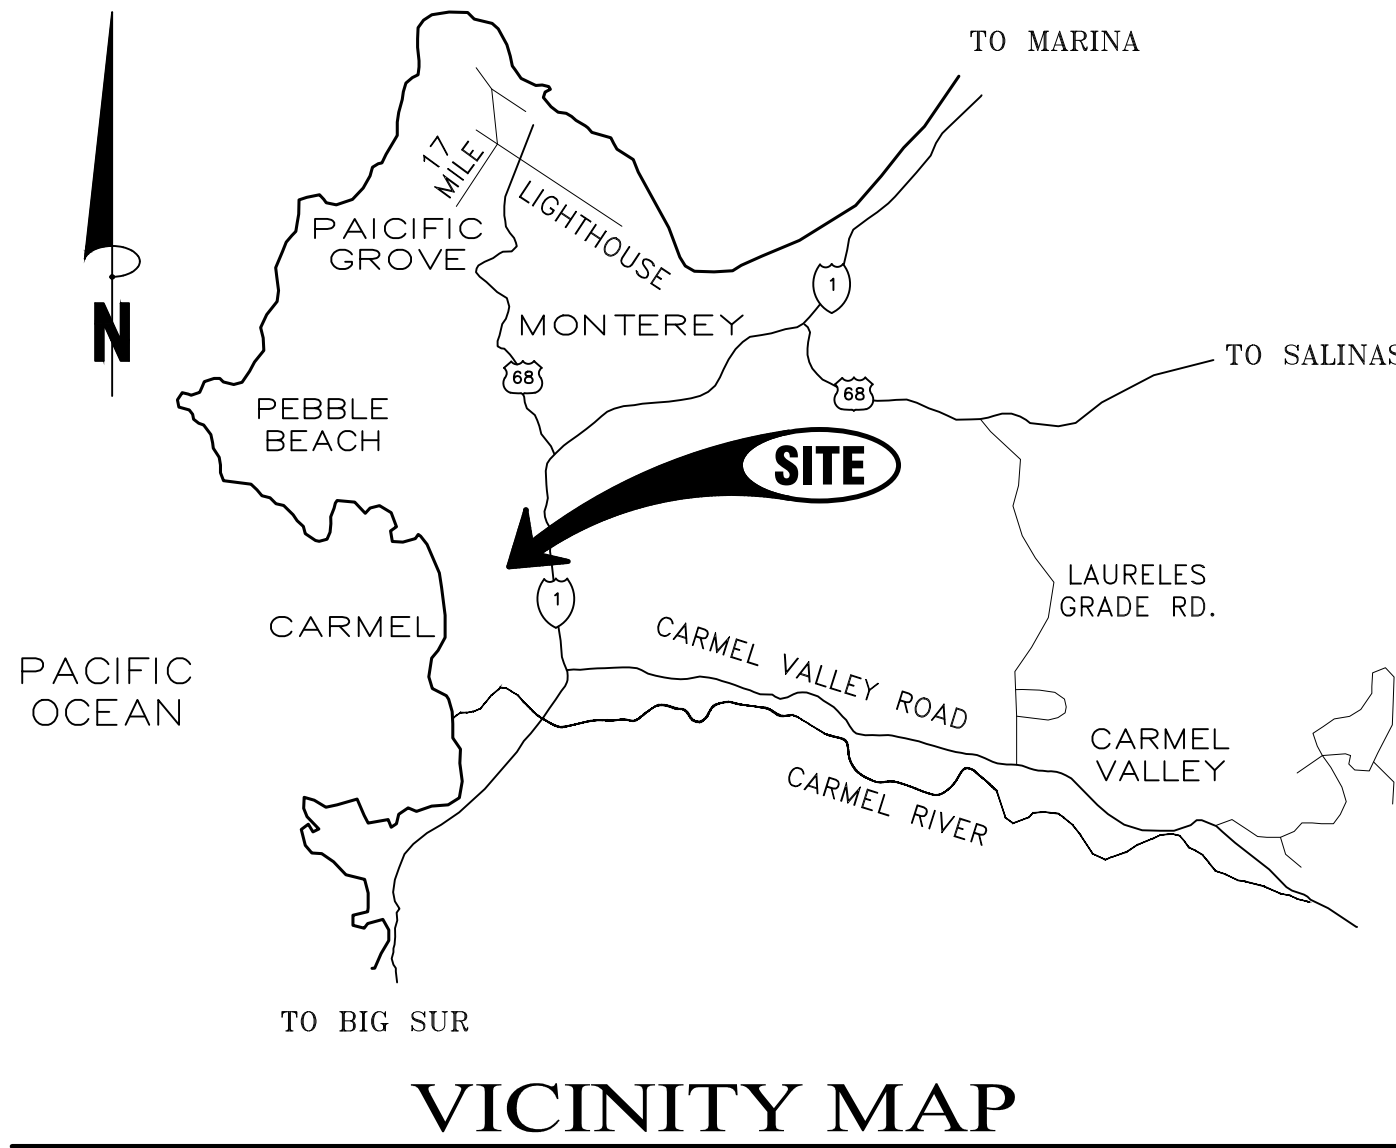 TO MARINA
17
MILE
LIGHTHOUSE
PAICIFIC
GROVE
1
N
MONTEREY
TO SALINAS
68
68
PEBBLE
BEACH
SITE
LAURELES
GRADE RD.
1
CARMEL
CARMEL VALLEY ROAD
PACIFIC
OCEAN
CARMEL
VALLEY
CARMEL RIVER
TO BIG SUR
VICINITY MAP